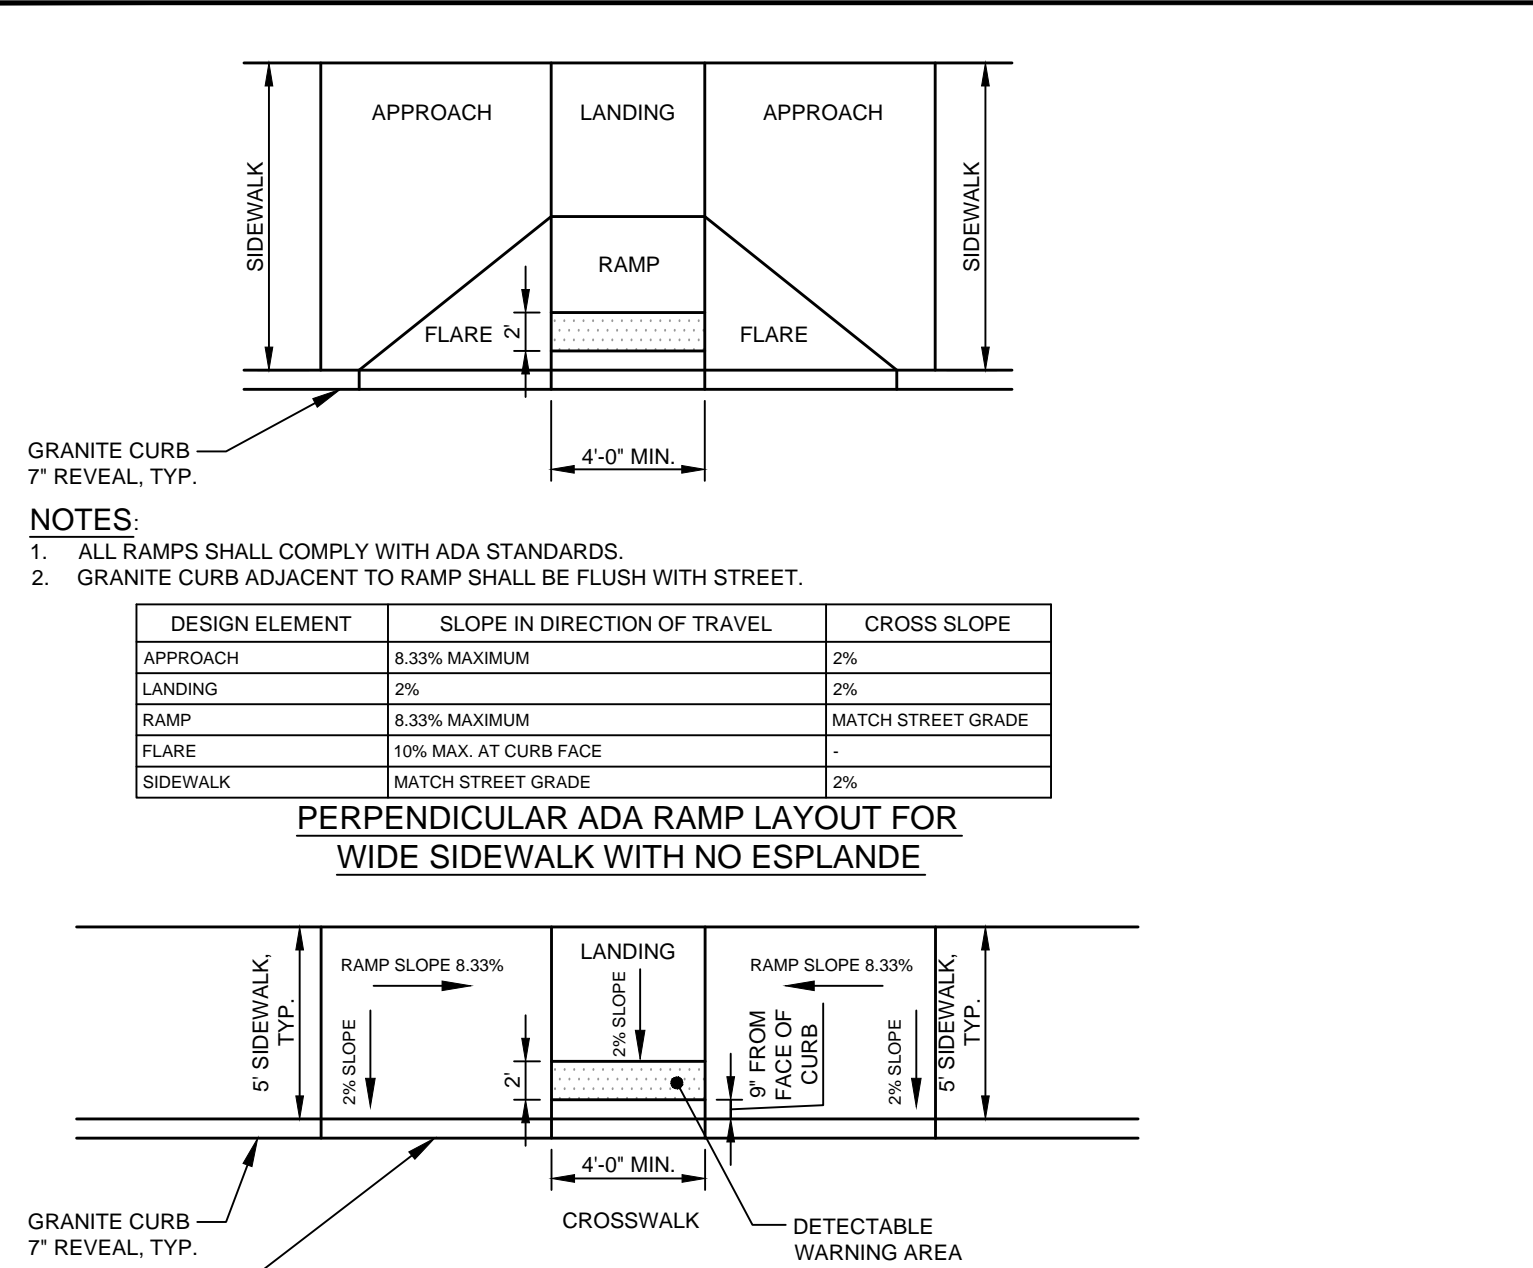 APPROACH LANDING APPROACH
SIDEWALK
SIDEWALK
RAMP
FLARE
2'
FLARE
GRANITE CURB
7" REVEAL, TYP.
4'-0" MIN.
NOTES:
1. ALL RAMPS SHALL COMPLY WITH ADA STANDARDS.
2. GRANITE CURB ADJACENT TO RAMP SHALL BE FLUSH WITH STREET.
DESIGN ELEMENT SLOPE IN DIRECTION OF TRAVEL CROSS SLOPE
APPROACH 8.33% MAXIMUM 2%
LANDING 2% 2%
RAMP 8.33% MAXIMUM MATCH STREET GRADE
FLARE 10% MAX. AT CURB FACE -
SIDEWALK MATCH STREET GRADE 2%
PERPENDICULAR ADA RAMP LAYOUT FOR
WIDE SIDEWALK WITH NO ESPLANDE
5' SIDEWALK,
TYP.
RAMP SLOPE 8.33%
2% SLOPE
LANDING
2% SLOPE
2'
RAMP SLOPE 8.33%
9" FROM
FACE OF
CURB
2% SLOPE
5' SIDEWALK,
TYP.
4'-0" MIN.
CROSSWALK
GRANITE CURB
7" REVEAL, TYP.
DETECTABLE
WARNING AREA